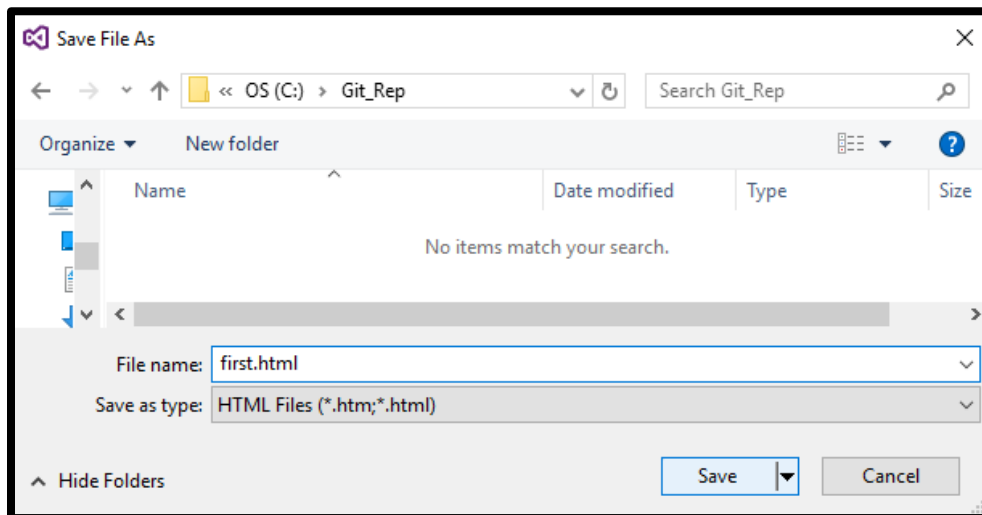 Save File As
« OS (C:) > Git_Rep
Search Git_Rep
Organize
New folder
?
Name
Date modified
Type
Size
No items match your search.
File name: first.html
Save as type: HTML Files (*.htm;*.html)
Hide Folders
Save
Cancel